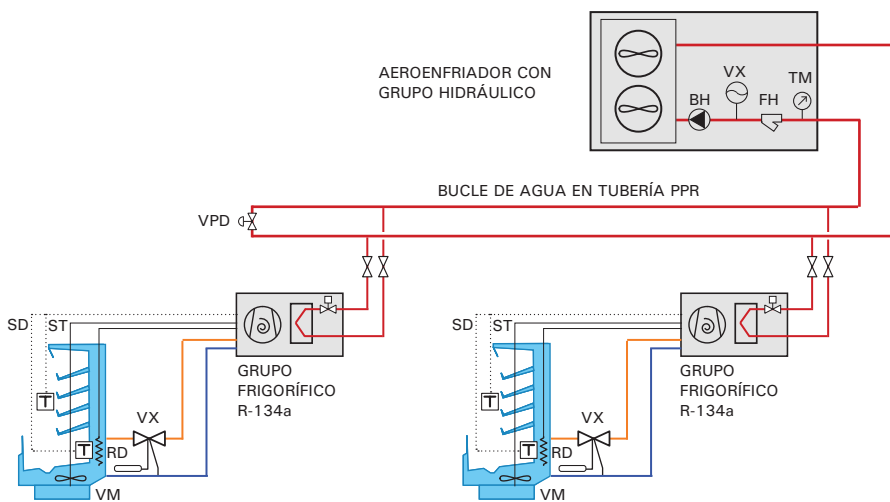 AEROENFRIADOR CON
GRUPO HIDRÁULICO
VX
TM
BH
FH
BUCLE DE AGUA EN TUBERÍA PPR
VPD
SD
ST
GRUPO
FRIGORÍFICO
R-134a
T
VX
T
RD
VM
SD
ST
GRUPO
FRIGORÍFICO
R-134a
T
VX
T
RD
VM